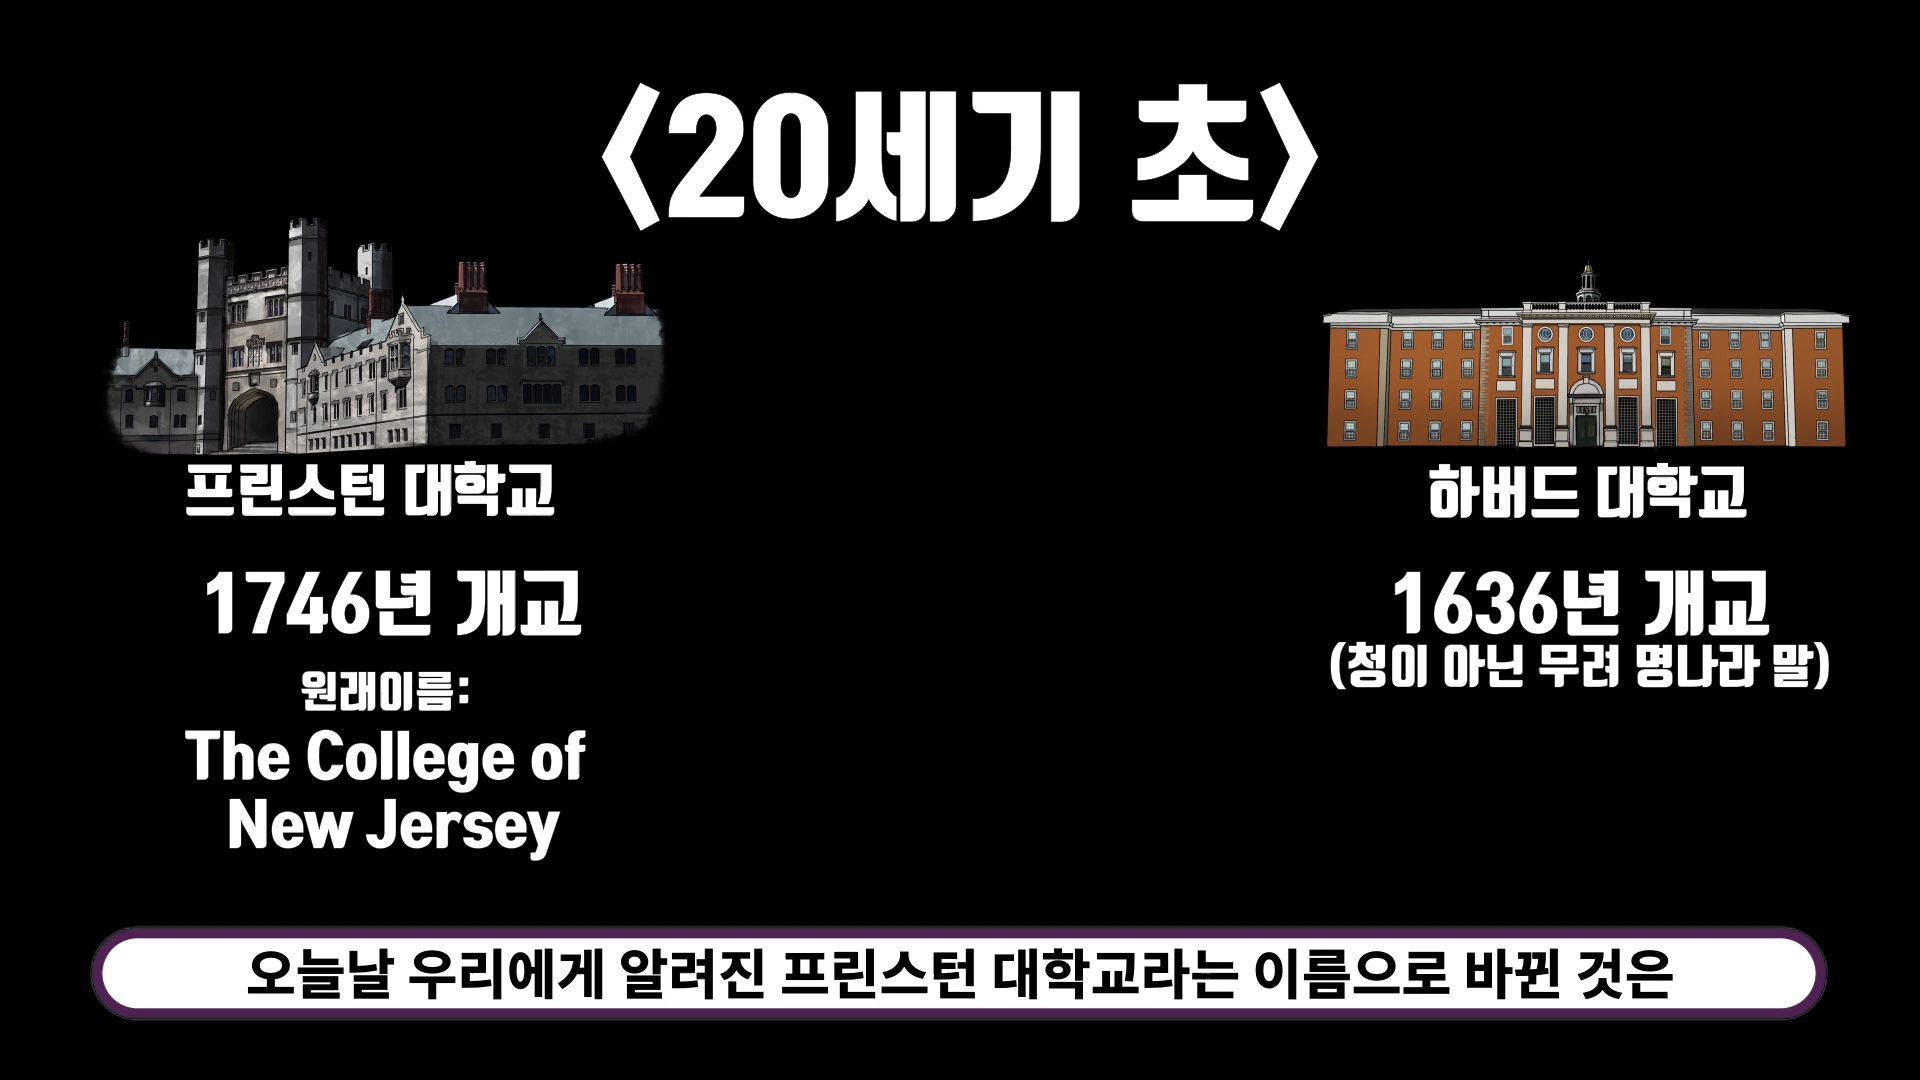 <20세기 초>
프린스턴 대학교
1746년 개교
원래이름:
The College of
New Jersey
하버드 대학교
1636년 개교
(청이 아닌 무려 명나라 말)
오늘날 우리에게 알려진 프린스턴 대학교라는 이름으로 바뀐 것은